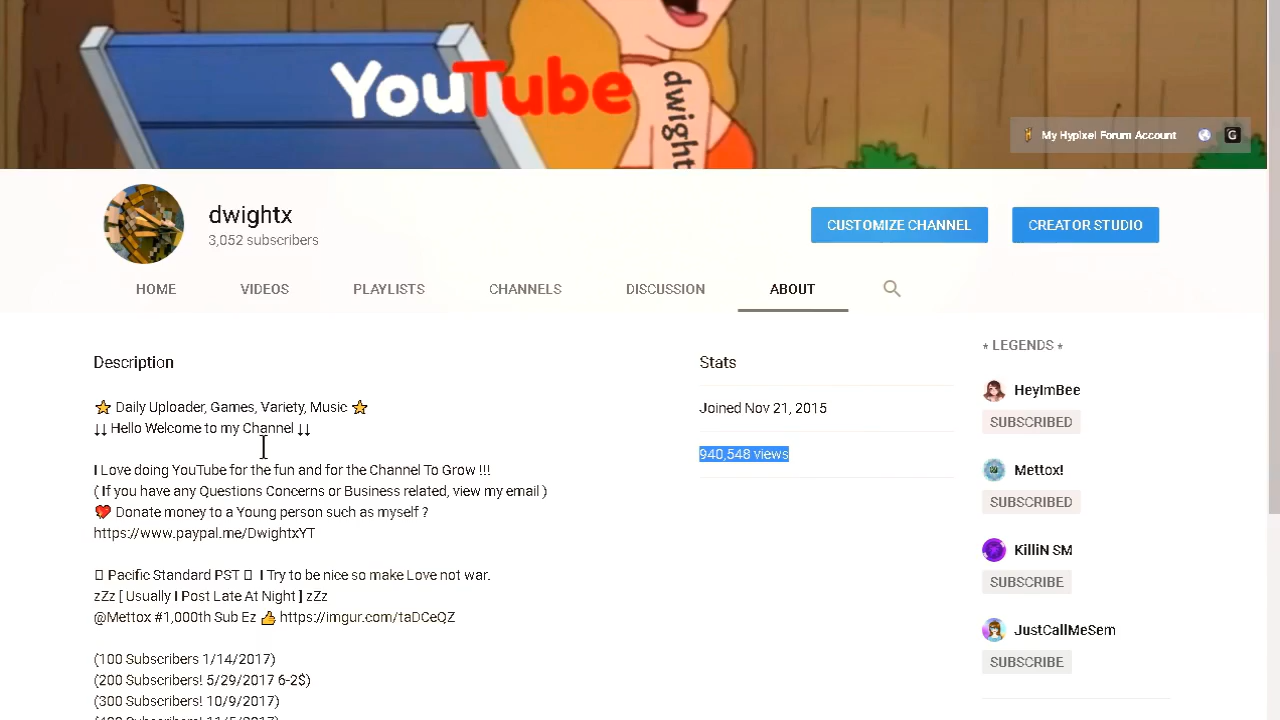 YouTube
dwight
My Hypixel Forum Account
G
dwightx
3,052 subscribers
CUSTOMIZE CHANNEL
CREATOR STUDIO
HOME
VIDEOS
PLAYLISTS
CHANNELS
DISCUSSION
ABOUT
Description
⭐ Daily Uploader, Games, Variety, Music ⭐
↓↓ Hello Welcome to my Channel ↓↓
I Love doing YouTube for the fun and for the Channel To Grow !!!
( If you have any Questions Concerns or Business related, view my email )
💖 Donate money to a Young person such as myself ?
https://www.paypal.me/DwightxYT
▯ Pacific Standard PST ▯ I Try to be nice so make Love not war.
zZz [ Usually I Post Late At Night ] zZz
@Mettox #1,000th Sub Ez 👍 https://imgur.com/taDCeQZ
(100 Subscribers 1/14/2017)
(200 Subscribers! 5/29/2017 6-2$)
(300 Subscribers! 10/9/2017)
Stats
Joined Nov 21, 2015
940,548 views
⋆ LEGENDS ⋆
HeyImBee
SUBSCRIBED
Mettox!
SUBSCRIBED
KilliN SM
SUBSCRIBE
JustCallMeSem
SUBSCRIBE